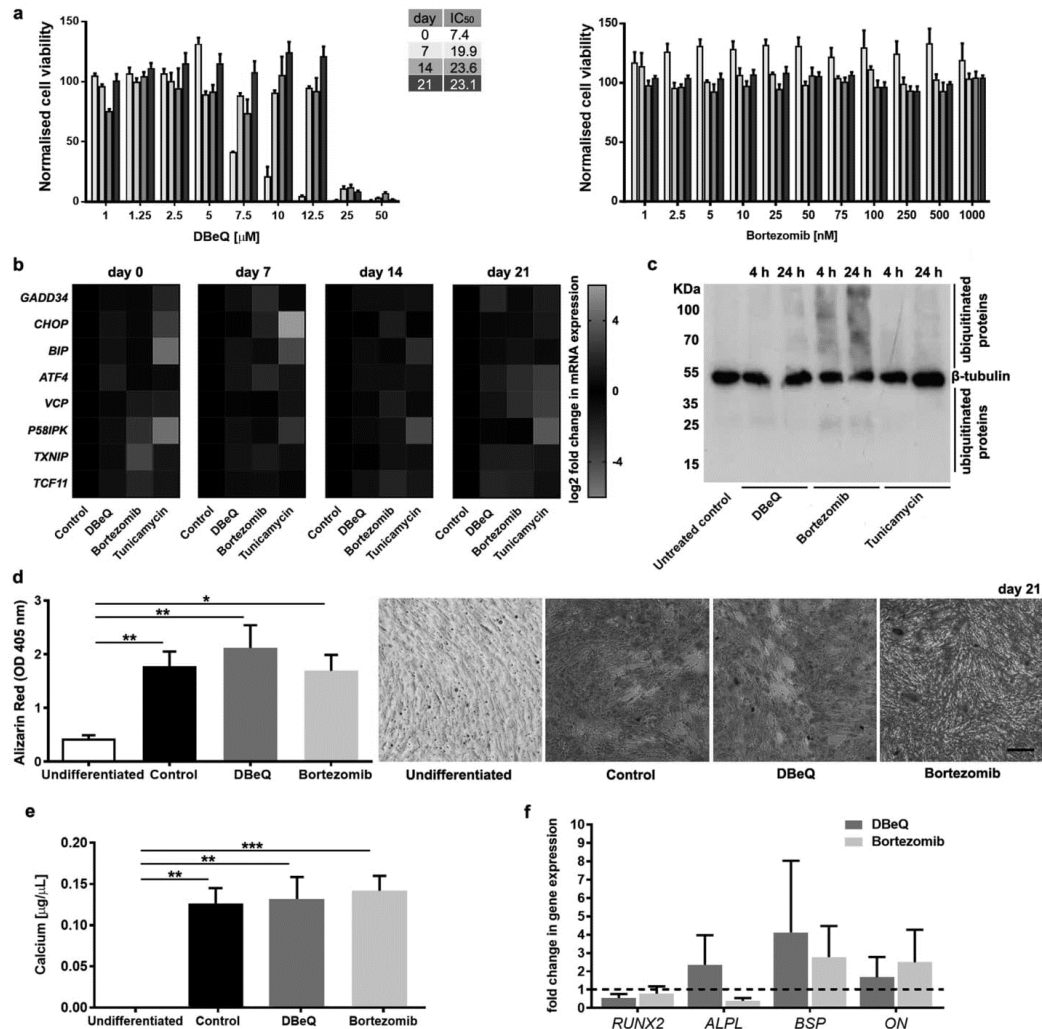 a
Normalised cell viability
150
100
50
0
1 1.25 2.5 5 7.5 10 12.5 25 50
DBeQ [μM]
day IC₅₀
0 7.4
7 19.9
14 23.6
21 23.1
Normalised cell viability
150
100
50
0
1 2.5 5 10 25 50 75 100 250 500 1000
Bortezomib [nM]
b
day 0 day 7 day 14 day 21
GADD34
CHOP
BIP
ATF4
VCP
P58IPK
TXNIP
TCF11
Control DBeQ Bortezomib Tunicamycin
Control DBeQ Bortezomib Tunicamycin
Control DBeQ Bortezomib Tunicamycin
Control DBeQ Bortezomib Tunicamycin
4
0
-4
log2 fold change in mRNA expression
c
4 h 24 h 4 h 24 h 4 h 24 h
KDa
100
70
55
35
25
15
ubiquitinated proteins
β-tubulin
ubiquitinated proteins
Untreated control DBeQ Bortezomib Tunicamycin
d
Alizarin Red (OD 405 nm)
3
2
1
0
*
**
**
Undifferentiated Control DBeQ Bortezomib
day 21
Undifferentiated Control DBeQ Bortezomib
e
Calcium [μg/μL]
0.20
0.15
0.10
0.05
0.00
***
**
**
Undifferentiated Control DBeQ Bortezomib
f
fold change in gene expression
10
9
8
7
6
5
4
3
2
1
0
DBeQ
Bortezomib
RUNX2 ALPL BSP ON